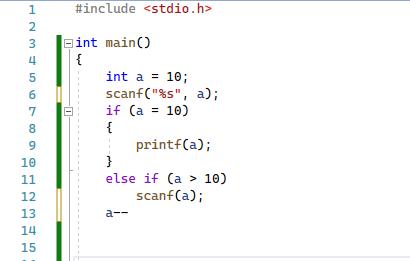 1 #include <stdio.h>
2
3 int main()
4 {
5 int a = 10;
6 scanf("%s", a);
7 if (a = 10)
8 {
9 printf(a);
10 }
11 else if (a > 10)
12 scanf(a);
13 a--
14
15